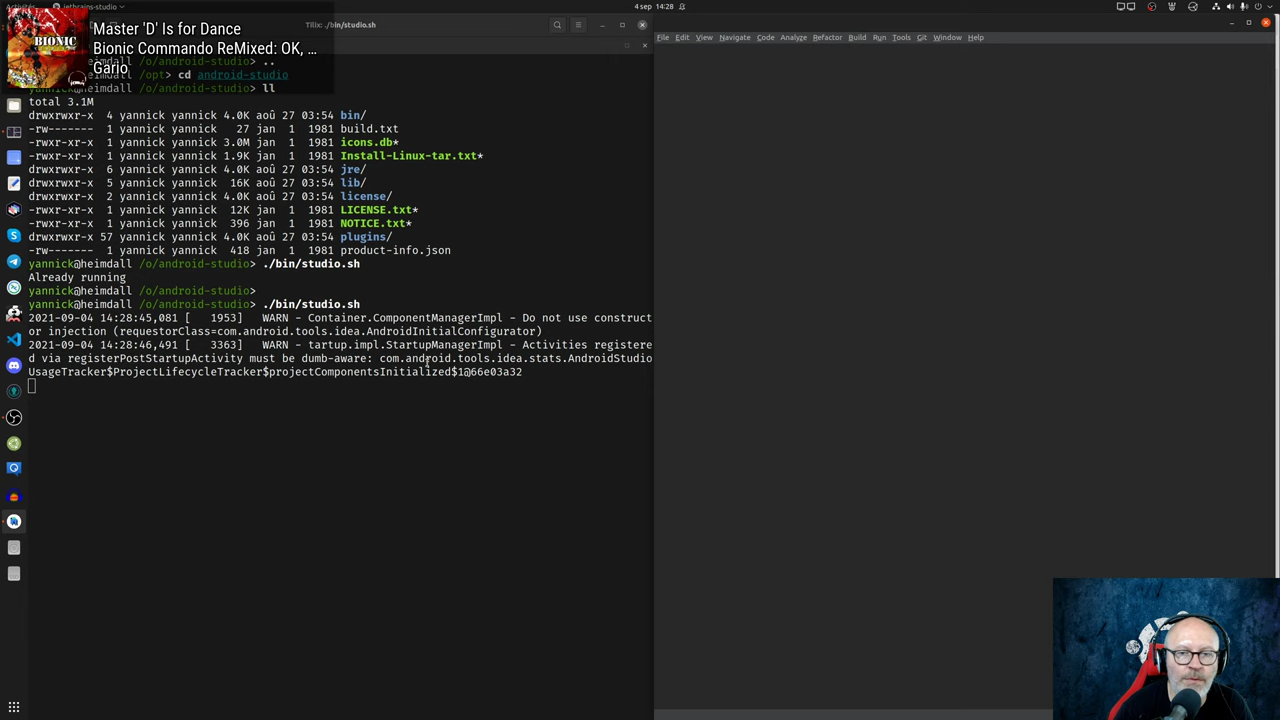 Activités
jetbrains-studio
4 sep 14:28
Master 'D' Is for Dance
Bionic Commando ReMixed: OK, ...
Gario
BIONIC
Tilix: ./bin/studio.sh
File Edit View Navigate Code Analyze Refactor Build Run Tools Git Window Help
..
/opt> cd android-studio
ll
total 3.1M
drwxrwxr-x 4 yannick yannick 4.0K aoû 27 03:54 bin/
-rw------- 1 yannick yannick 27 jan 1 1981 build.txt
-rwxr-xr-x 1 yannick yannick 3.0M jan 1 1981 icons.db*
-rwxr-xr-x 1 yannick yannick 1.9K jan 1 1981 Install-Linux-tar.txt*
drwxrwxr-x 6 yannick yannick 4.0K aoû 27 03:54 jre/
drwxrwxr-x 5 yannick yannick 16K aoû 27 03:54 lib/
drwxrwxr-x 2 yannick yannick 4.0K aoû 27 03:54 license/
-rwxr-xr-x 1 yannick yannick 12K jan 1 1981 LICENSE.txt*
-rwxr-xr-x 1 yannick yannick 396 jan 1 1981 NOTICE.txt*
drwxrwxr-x 57 yannick yannick 4.0K aoû 27 03:54 plugins/
-rw------- 1 yannick yannick 418 jan 1 1981 product-info.json
yannick@heimdall /o/android-studio> ./bin/studio.sh
Already running
yannick@heimdall /o/android-studio>
yannick@heimdall /o/android-studio> ./bin/studio.sh
2021-09-04 14:28:45,081 [ 1953] WARN - Container.ComponentManagerImpl - Do not use construct
or injection (requestorClass=com.android.tools.idea.AndroidInitialConfigurator)
2021-09-04 14:28:46,491 [ 3363] WARN - tartup.impl.StartupManagerImpl - Activities registere
d via registerPostStartupActivity must be dumb-aware: com.android.tools.idea.stats.AndroidStudio
UsageTracker$ProjectLifecycleTracker$projectComponentsInitialized$1@66e03a32